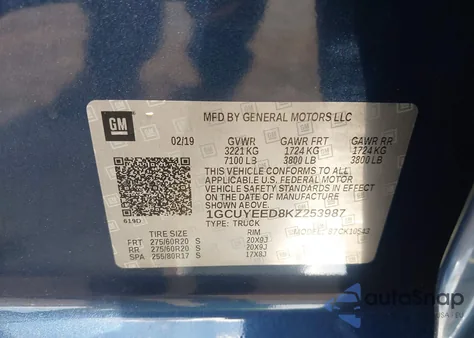 GM
MFD BY GENERAL MOTORS LLC
02/19 GVWR GAWR FRT GAWR RR
3221 KG 1724 KG 1724 KG
7100 LB 3800 LB 3800 LB
THIS VEHICLE CONFORMS TO ALL
APPLICABLE U.S. FEDERAL MOTOR
VEHICLE SAFETY STANDARDS IN
EFFECT ON THE DATE OF MANUFACTURE
SHOWN ABOVE.
1GCUYEED8KZ253987
619D TYPE: TRUCK
TIRE SIZE RIM MODEL:
FRT 275/60R20 S 20X9J
RR 275/60R20 S 20X9J
SPA 255/80R17 S 17X8J
autoSnap